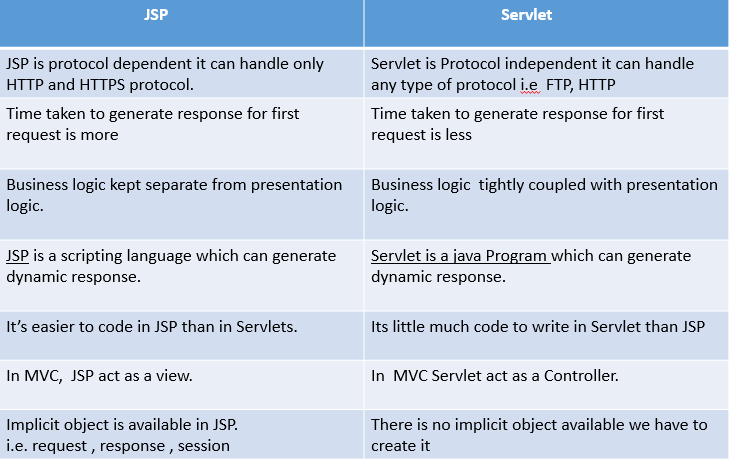 JSP
Servlet
JSP is protocol dependent it can handle only
HTTP and HTTPS protocol.
Servlet is Protocol independent it can handle
any type of protocol i.e  FTP, HTTP
Time taken to generate response for first
request is more
Time taken to generate response for first
request is less
Business logic kept separate from presentation
logic.
Business logic  tightly coupled with presentation
logic.
JSP is a scripting language which can generate
dynamic response.
Servlet is a java Program which can generate
dynamic response.
It’s easier to code in JSP than in Servlets.
Its little much code to write in Servlet than JSP
In MVC,  JSP act as a view.
In  MVC Servlet act as a Controller.
Implicit object is available in JSP.
i.e. request , response , session
There is no implicit object available we have to
create it